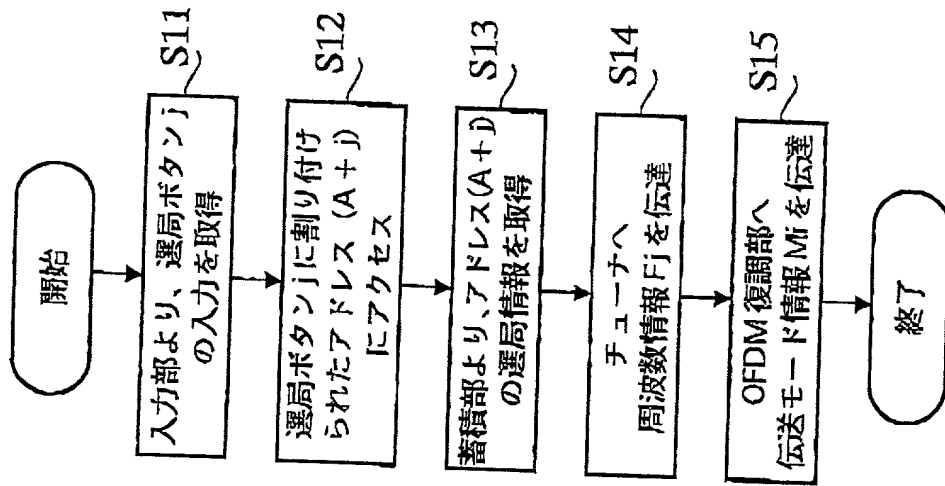 開始
S11
入力部より、選局ボタンj
の入力を取得
S12
選局ボタンjに割り付け
られたアドレス (A+j)
にアクセス
S13
蓄積部より、アドレス(A+j)
の選局情報を取得
S14
チューナへ
周波数情報Fjを伝達
S15
OFDM復調部へ
伝送モード情報Mjを伝達
終了